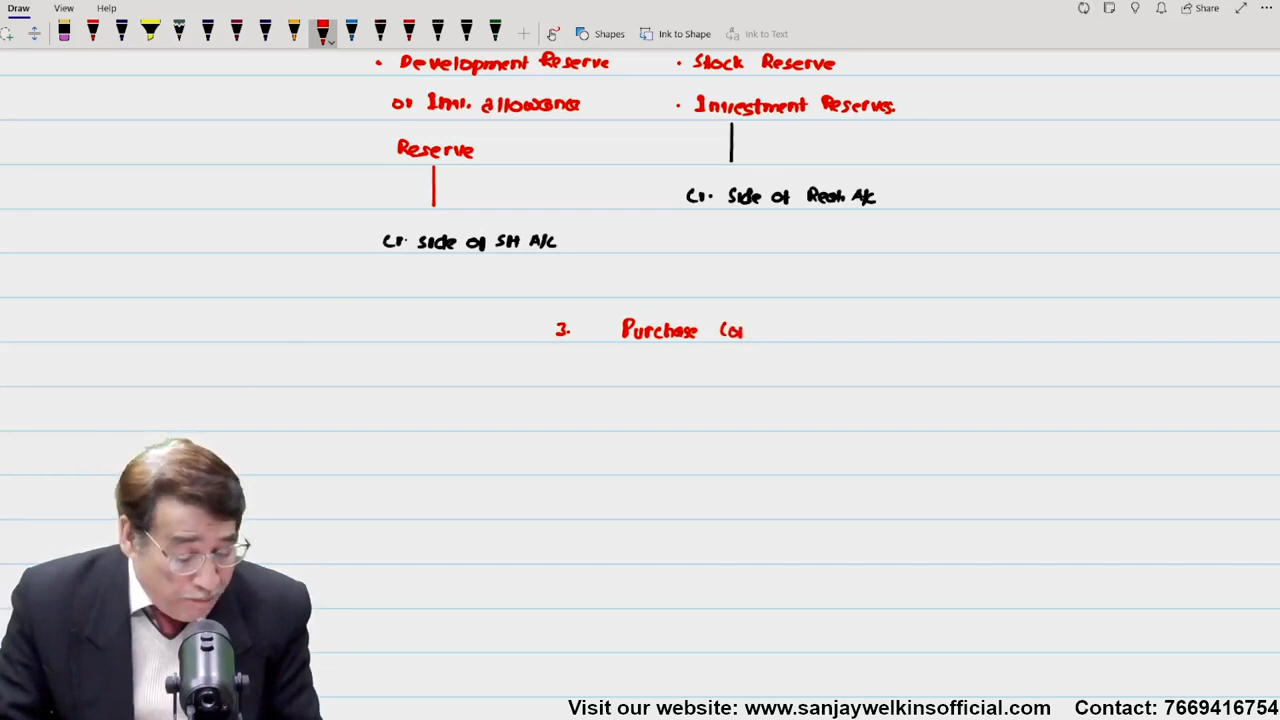 Draw View Help
Share
Shapes Ink to Shape Ink to Text
• Development Reserve
or Inv. allowance
Reserve
Cr. side of SH A/C
• Stock Reserve
• Investment Reserves.
Cr. Side of Realn A/c
3. Purchase Co
Visit our website: www.sanjaywelkinsofficial.com Contact: 7669416754